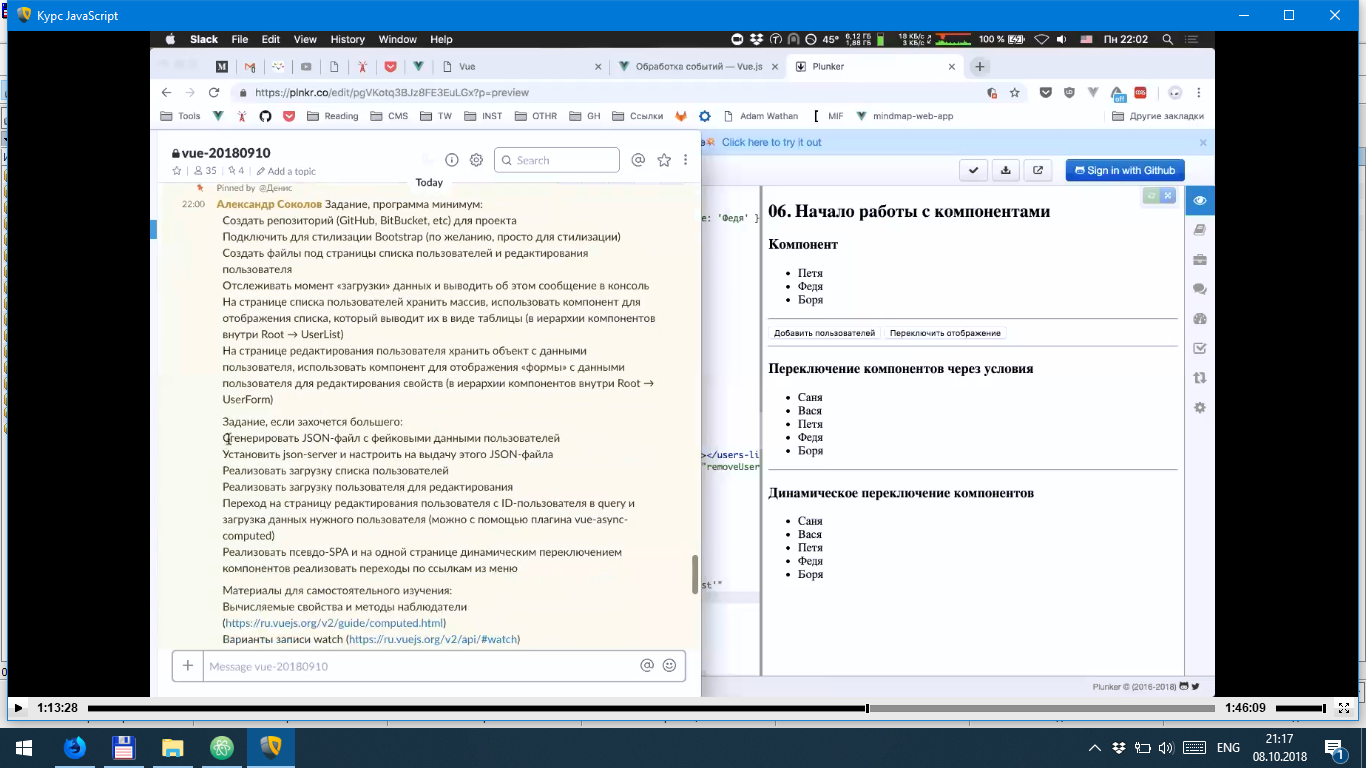 Курс JavaScript
Slack File Edit View History Window Help
45° 6,12 ГБ 1,88 ГБ 18 КБ/с 3 КБ/с 100 % Пн 22:02
Vue
Обработка событий — Vue.js
Plunker
https://plnkr.co/edit/pgVKotq3BJz8FE3EuLGx?p=preview
off
Tools Reading CMS TW INST OTHR GH Ссылки Adam Wathan MIF mindmap-web-app Другие закладки
vue-20180910
35 4 Add a topic
Search
Today
Pinned by @Денис
22:00 Александр Соколов Задание, программа минимум:
Создать репозиторий (GitHub, BitBucket, etc) для проекта
Подключить для стилизации Bootstrap (по желанию, просто для стилизации)
Создать файлы под страницы списка пользователей и редактирования
пользователя
Отслеживать момент «загрузки» данных и выводить об этом сообщение в консоль
На странице списка пользователей хранить массив, использовать компонент для
отображения списка, который выводит их в виде таблицы (в иерархии компонентов
внутри Root → UserList)
На странице редактирования пользователя хранить объект с данными
пользователя, использовать компонент для отображения «формы» с данными
пользователя для редактирования свойств (в иерархии компонентов внутри Root →
UserForm)
Задание, если захочется большего:
Сгенерировать JSON-файл с фейковыми данными пользователей
Установить json-server и настроить на выдачу этого JSON-файла
Реализовать загрузку списка пользователей
Реализовать загрузку пользователя для редактирования
Переход на страницу редактирования пользователя с ID-пользователя в query и
загрузка данных нужного пользователя (можно с помощью плагина vue-async-
computed)
Реализовать псевдо-SPA и на одной странице динамическим переключением
компонентов реализовать переходы по ссылкам из меню
Материалы для самостоятельного изучения:
Вычисляемые свойства и методы наблюдатели
(https://ru.vuejs.org/v2/guide/computed.html)
Варианты записи watch (https://ru.vuejs.org/v2/api/#watch)
Message vue-20180910
Click here to try it out
Sign in with Github
e: 'Федя' }
></users-li
"removeUser
st'"
06. Начало работы с компонентами
Компонент
Петя
Федя
Боря
Добавить пользователей Переключить отображение
Переключение компонентов через условия
Саня
Вася
Петя
Федя
Боря
Динамическое переключение компонентов
Саня
Вася
Петя
Федя
Боря
Plunker © (2016-2018)
1:13:28 1:46:09
ENG
21:17
08.10.2018
1